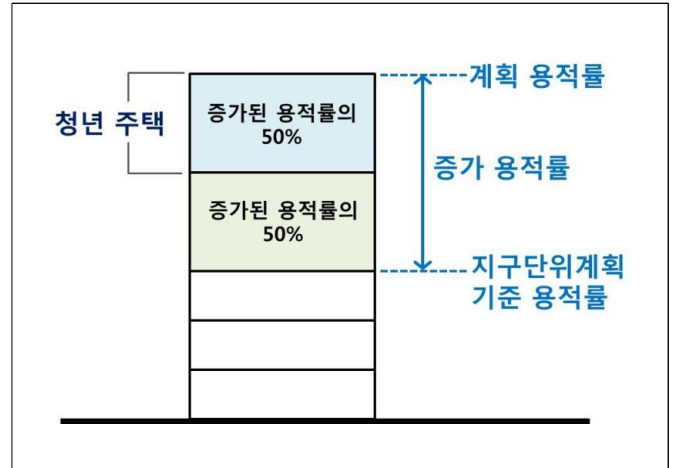 계획 용적률
증가된 용적률의
50%
청년 주택
증가 용적률
증가된 용적률의
50%
지구단위계획
기준 용적률